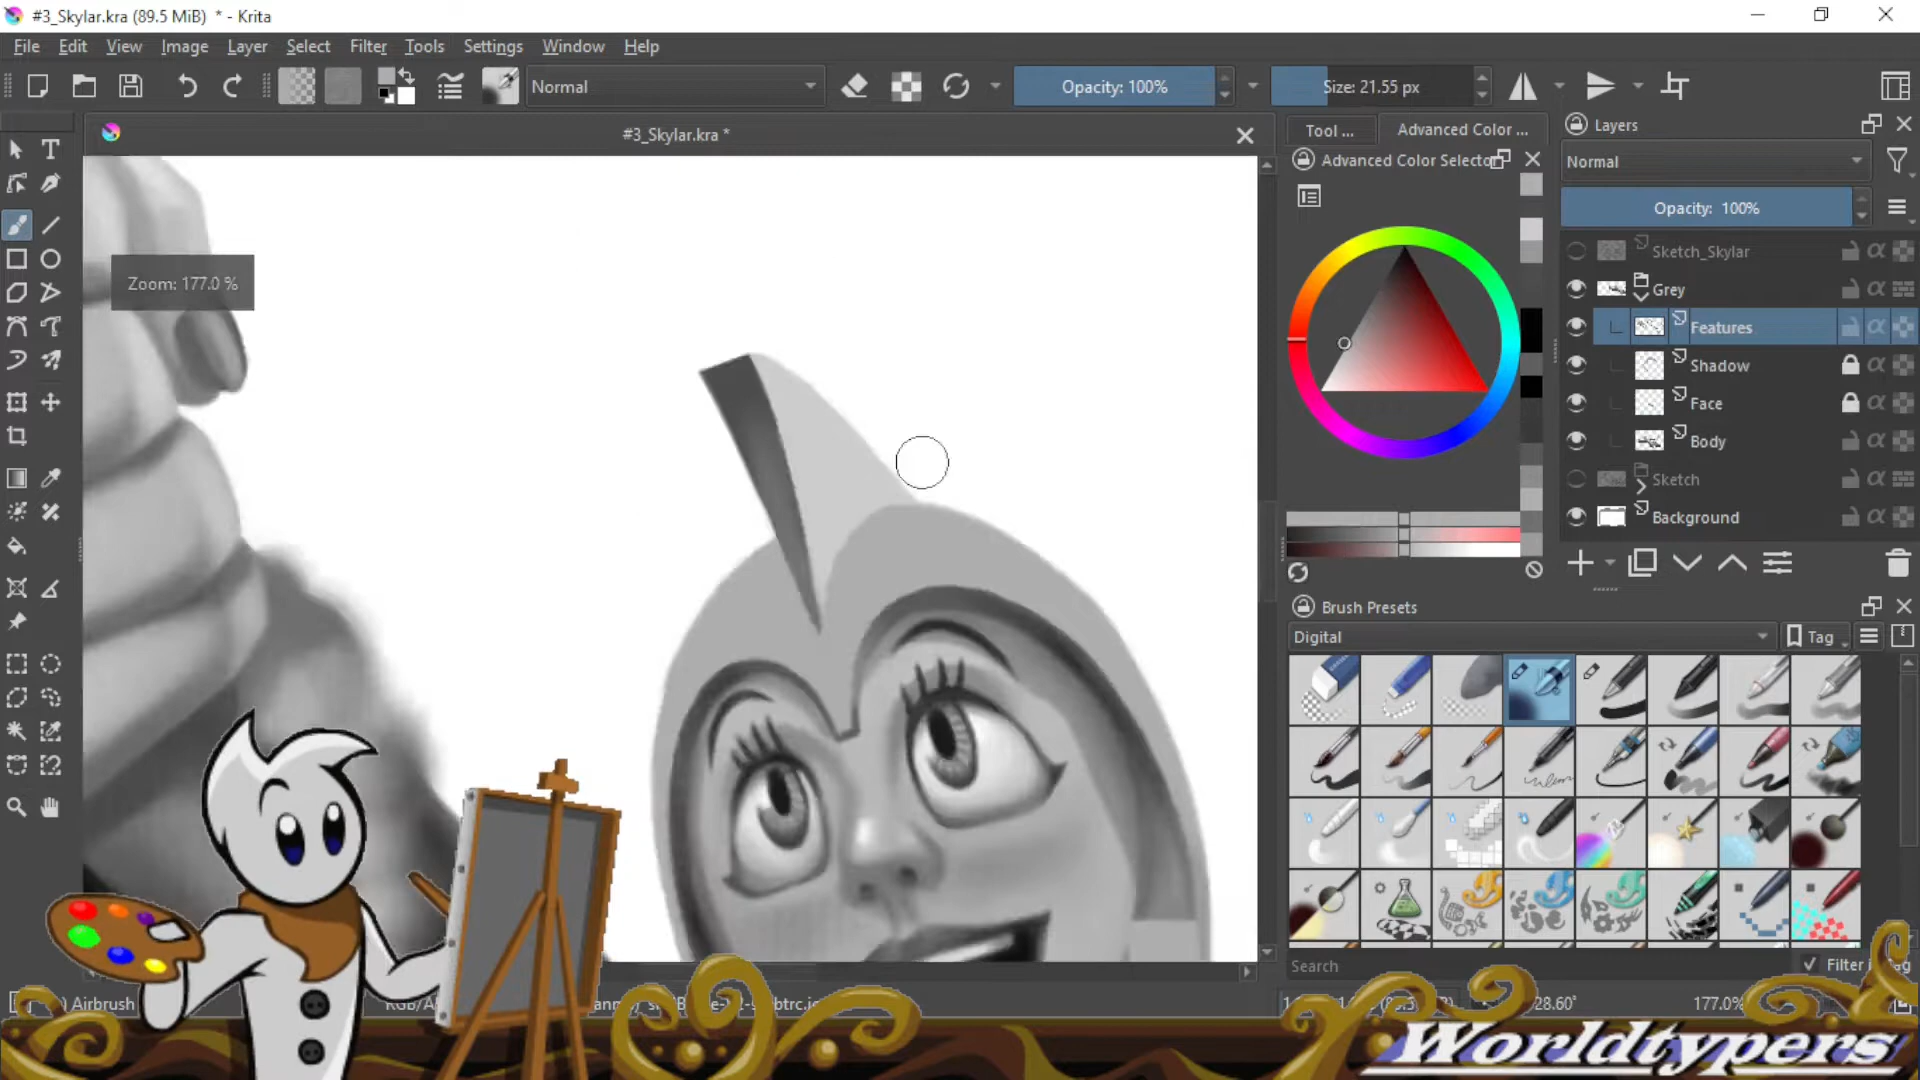 #3_Skylar.kra (89.5 MiB) * - Krita
File Edit View Image Layer Select Filter Tools Settings Window Help
Normal
Opacity: 100%
Size: 21.55 px
#3_Skylar.kra *
Tool ...
Advanced Color ...
Layers
Advanced Color Selecto
Normal
Opacity: 100%
Sketch_Skylar
Zoom: 177.0 %
Grey
Features
Shadow
Face
Body
Sketch
Background
Brush Presets
Digital
Tag
Search
Filter
Tag
) Airbrush
RGB/A
28.60°
177.0%
Worldtypers